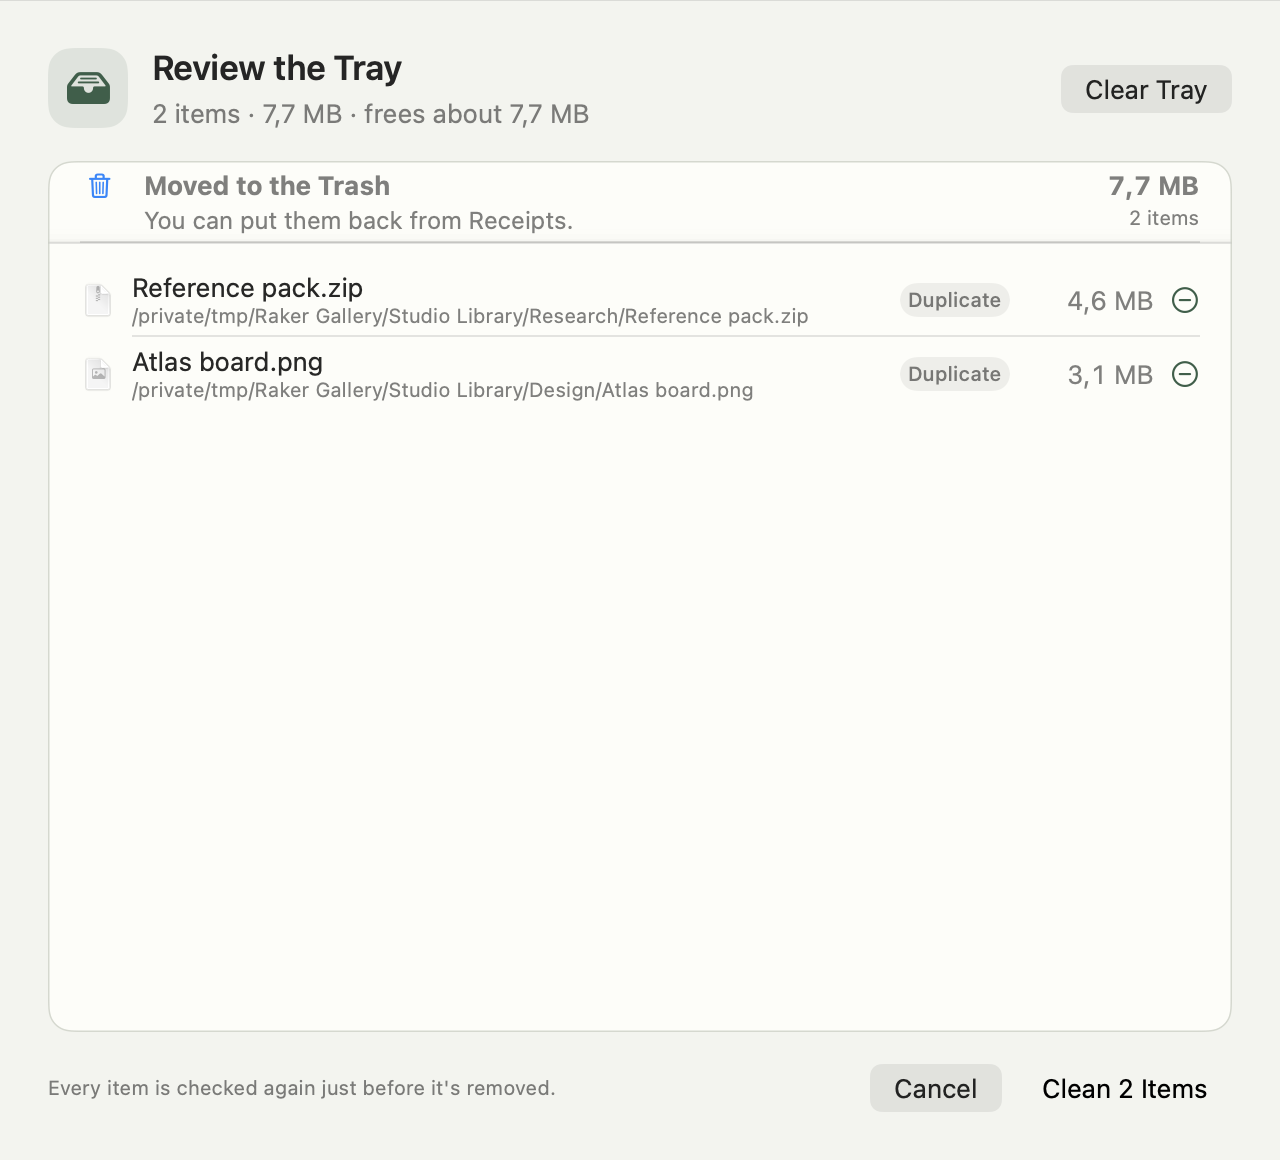 Review the Tray
2 items · 7,7 MB · frees about 7,7 MB
Clear Tray
Moved to the Trash
7,7 MB
You can put them back from Receipts.
2 items
Reference pack.zip
/private/tmp/Raker Gallery/Studio Library/Research/Reference pack.zip
Duplicate
4,6 MB
Atlas board.png
/private/tmp/Raker Gallery/Studio Library/Design/Atlas board.png
Duplicate
3,1 MB
Every item is checked again just before it's removed.
Cancel
Clean 2 Items